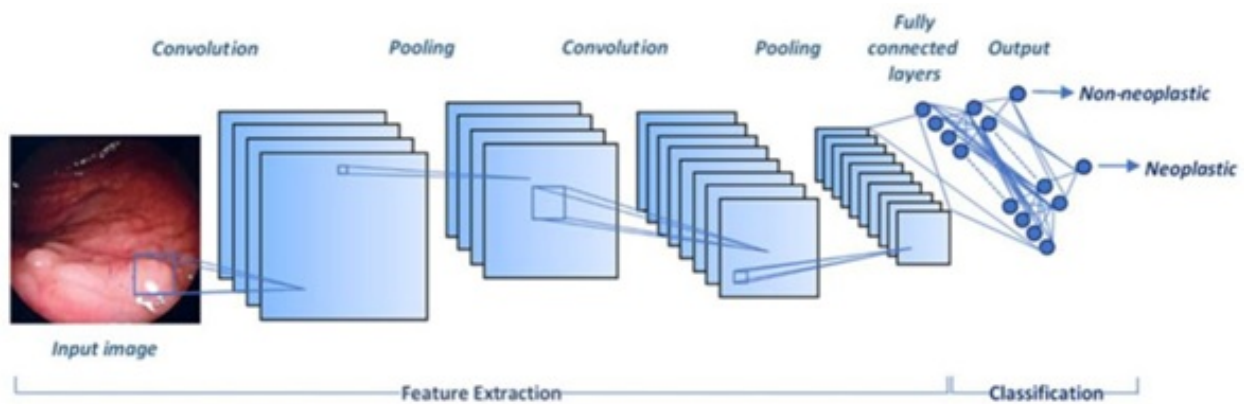 Convolution
Pooling
Convolution
Pooling
Fully
connected
layers
Output
Non-neoplastic
Neoplastic
Input image
Feature Extraction
Classification